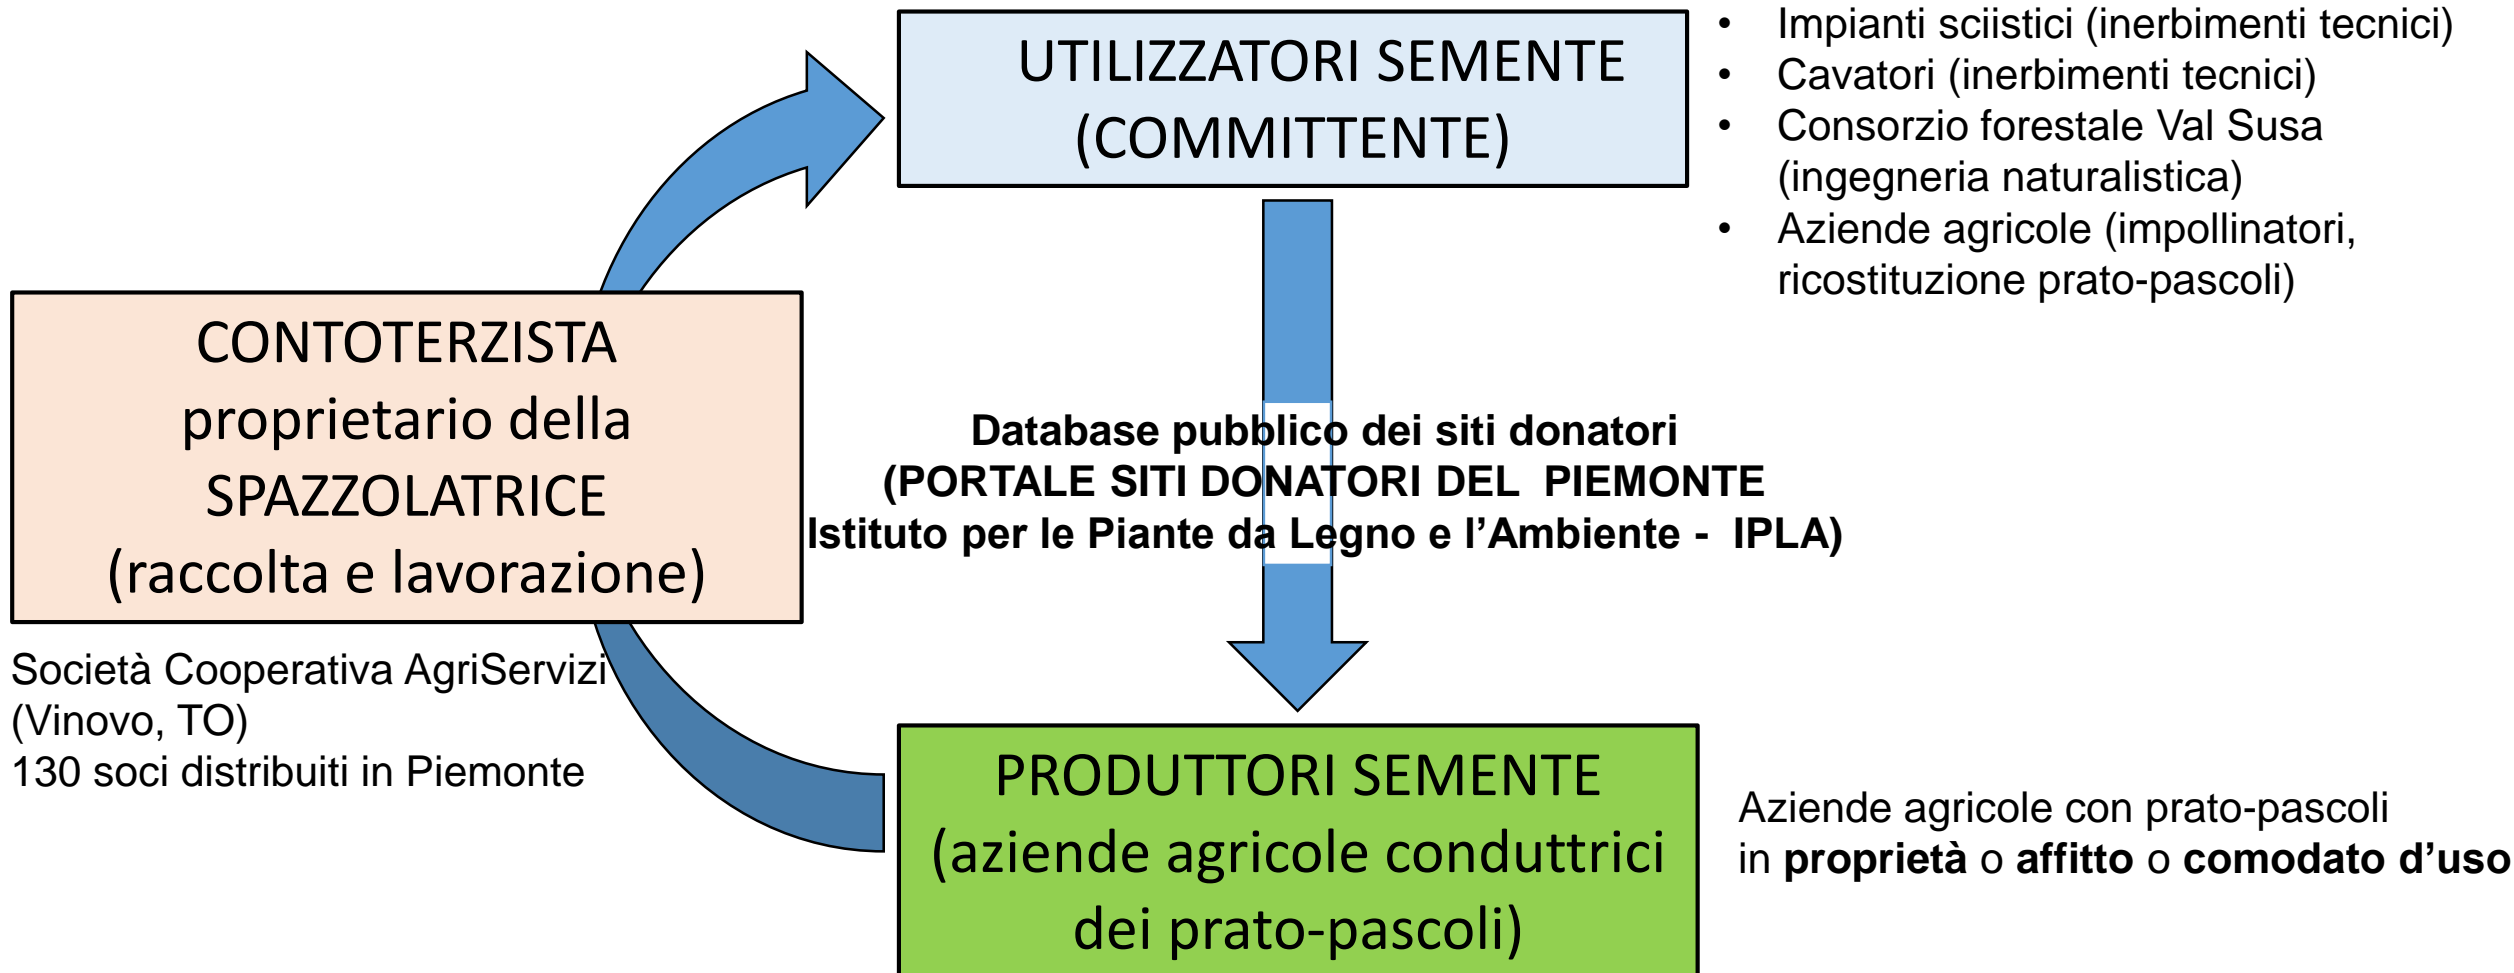 UTILIZZATORI SEMENTE
(COMMITTENTE)
• Impianti sciistici (inerbimenti tecnici)
• Cavatori (inerbimenti tecnici)
• Consorzio forestale Val Susa
(ingegneria naturalistica)
• Aziende agricole (impollinatori,
ricostituzione prato-pascoli)
CONTOTERZISTA
proprietario della
SPAZZOLATRICE
(raccolta e lavorazione)
Società Cooperativa AgriServizi
(Vinovo, TO)
130 soci distribuiti in Piemonte
Database pubblico dei siti donatori
(PORTALE SITI DONATORI DEL PIEMONTE
Istituto per le Piante da Legno e l’Ambiente - IPLA)
PRODUTTORI SEMENTE
(aziende agricole conduttrici
dei prato-pascoli)
Aziende agricole con prato-pascoli
in proprietà o affitto o comodato d’uso